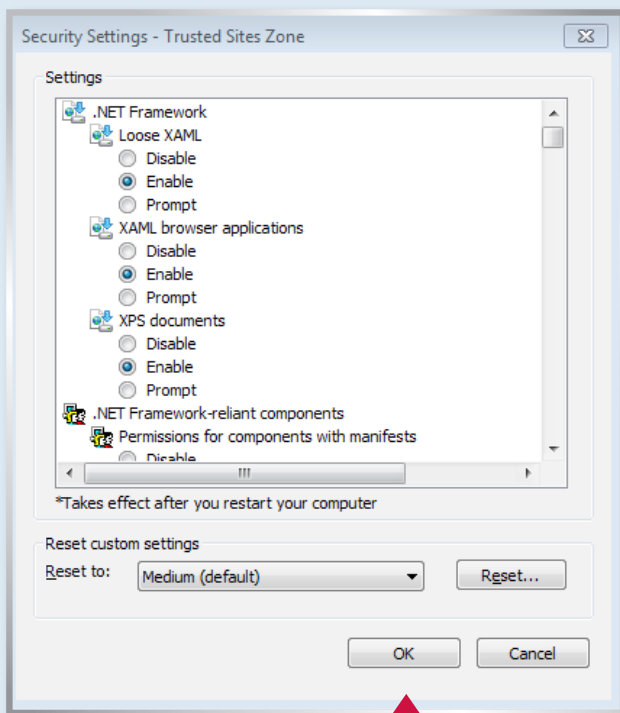 Security Settings - Trusted Sites Zone
Settings
.NET Framework
Loose XAML
Disable
Enable
Prompt
XAML browser applications
Disable
Enable
Prompt
XPS documents
Disable
Enable
Prompt
.NET Framework-reliant components
Permissions for components with manifests
Disable
*Takes effect after you restart your computer
Reset custom settings
Reset to: Medium (default) Reset...
OK Cancel